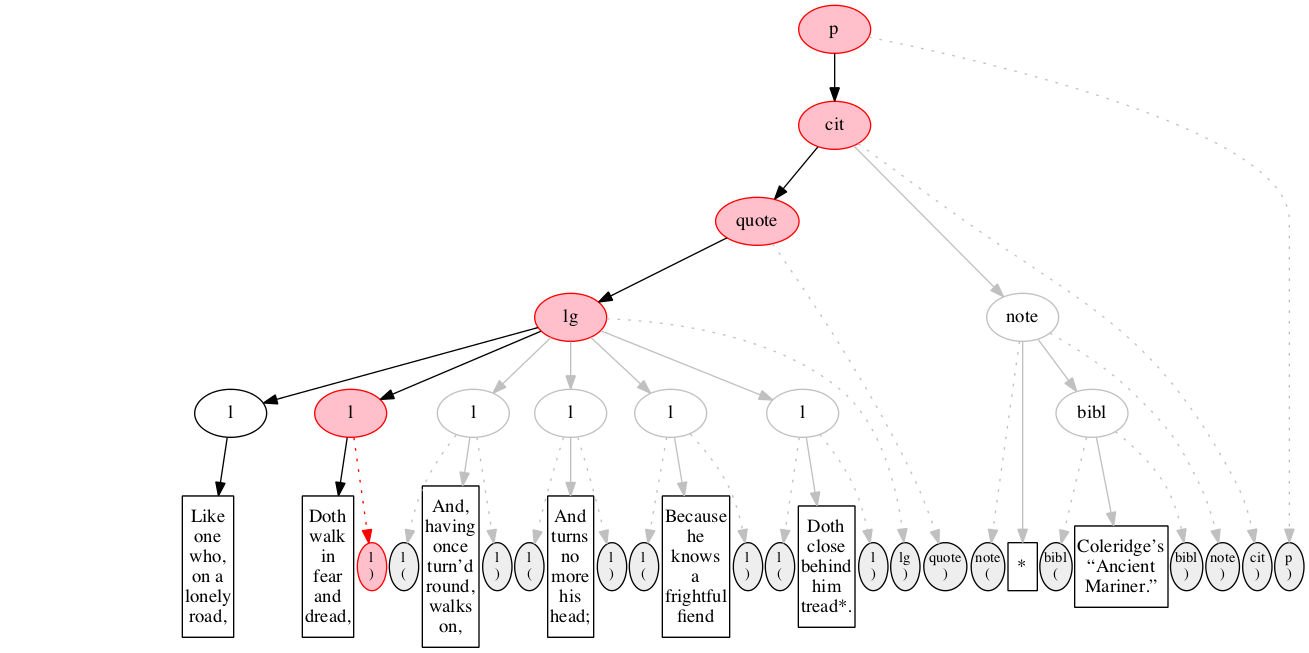 p
cit
quote
lg
note
l
l
l
l
l
l
bibl
Like
one
who,
on a
lonely
road,
Doth
walk
in
fear
and
dread,
l
)
l
(
And,
having
once
turn’d
round,
walks
on,
l
)
l
(
And
turns
no
more
his
head;
l
)
l
(
Because
he
knows
a
frightful
fiend
l
)
l
(
Doth
close
behind
him
tread*.
l
)
lg
)
quote
)
note
(
*
bibl
(
Coleridge’s
“Ancient
Mariner.”
bibl
)
note
)
cit
)
p
)